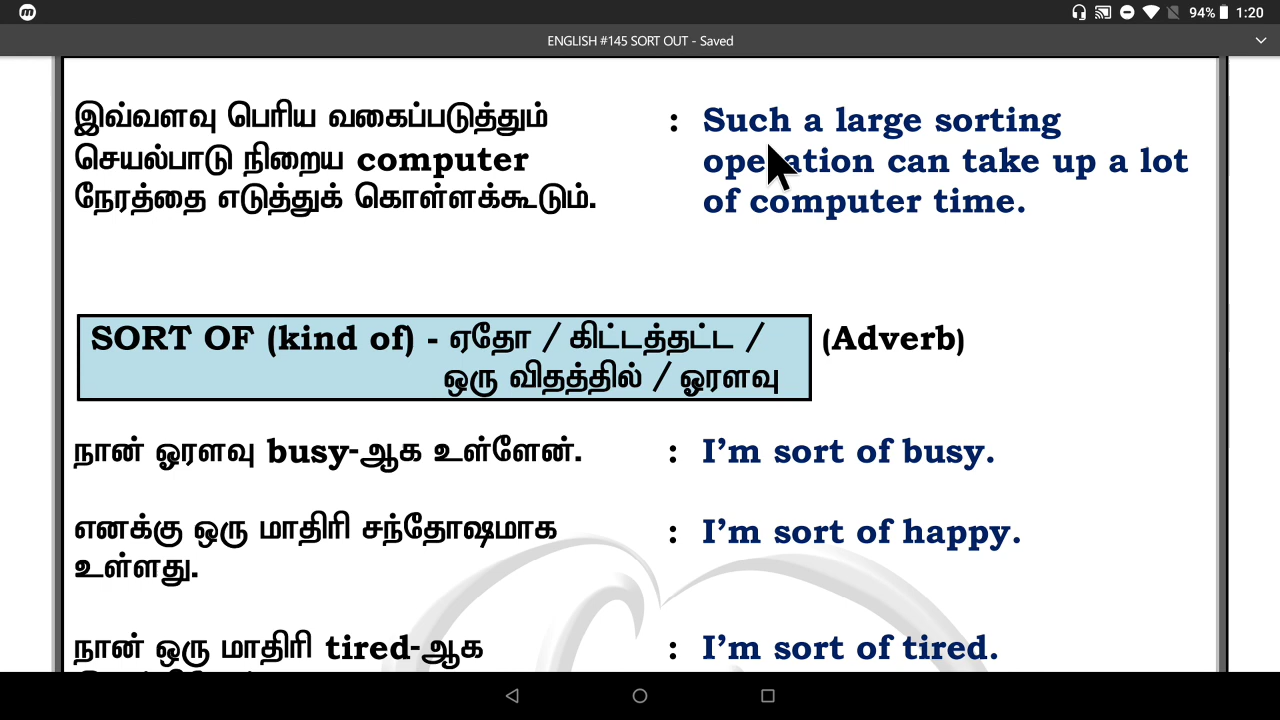 94% 1:20
ENGLISH #145 SORT OUT - Saved
இவ்வளவு பெரிய வகைப்படுத்தும்
செயல்பாடு நிறைய computer
நேரத்தை எடுத்துக் கொள்ளக்கூடும்.
: Such a large sorting
operation can take up a lot
of computer time.
SORT OF (kind of) - ஏதோ / கிட்டத்தட்ட / (Adverb)
ஒரு விதத்தில் / ஓரளவு
நான் ஓரளவு busy-ஆக உள்ளேன். : I'm sort of busy.
எனக்கு ஒரு மாதிரி சந்தோஷமாக : I'm sort of happy.
உள்ளது.
நான் ஒரு மாதிரி tired-ஆக : I'm sort of tired.